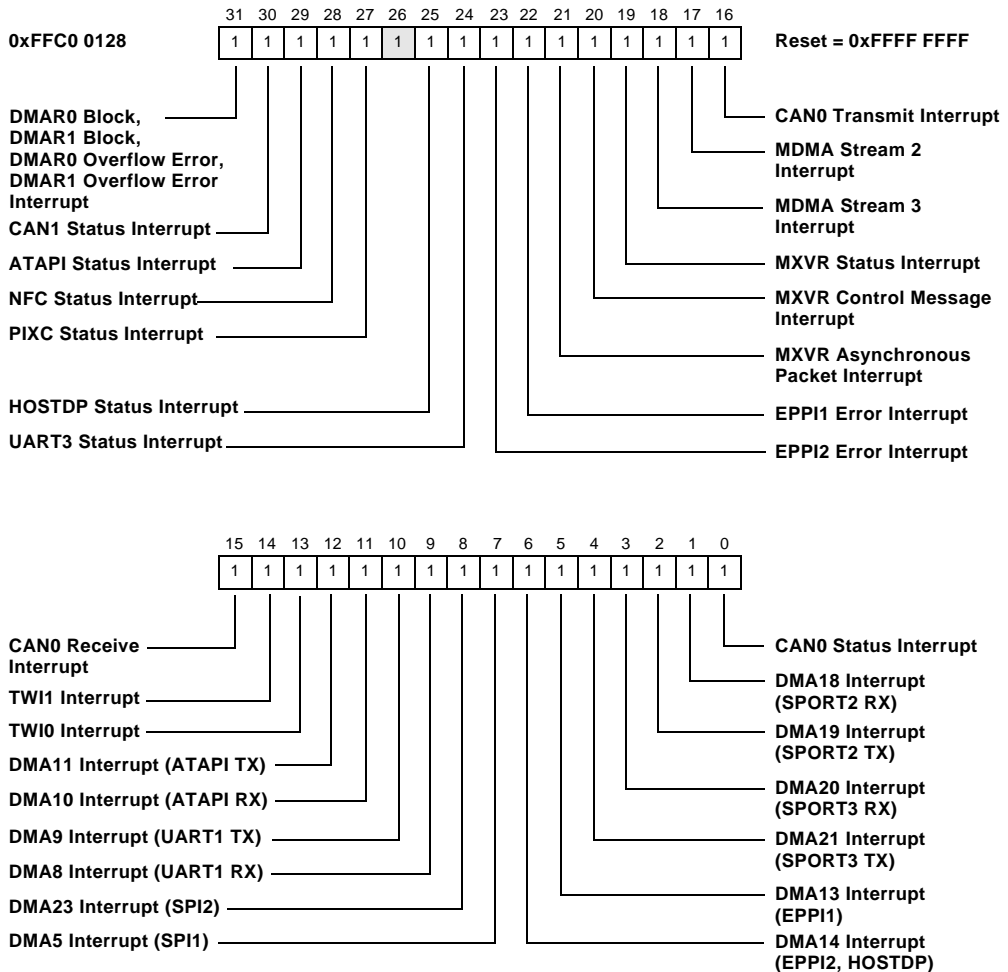 31 30 29 28 27 26 25 24 23 22 21 20 19 18 17 16
0xFFC0 0128
1 1 1 1 1 1 1 1 1 1 1 1 1 1 1 1
Reset = 0xFFFF FFFF
DMAR0 Block,
DMAR1 Block,
DMAR0 Overflow Error,
DMAR1 Overflow Error
Interrupt
CAN1 Status Interrupt
ATAPI Status Interrupt
NFC Status Interrupt
PIXC Status Interrupt
HOSTDP Status Interrupt
UART3 Status Interrupt
CAN0 Transmit Interrupt
MDMA Stream 2
Interrupt
MDMA Stream 3
Interrupt
MXVR Status Interrupt
MXVR Control Message
Interrupt
MXVR Asynchronous
Packet Interrupt
EPPI1 Error Interrupt
EPPI2 Error Interrupt
15 14 13 12 11 10 9 8 7 6 5 4 3 2 1 0
1 1 1 1 1 1 1 1 1 1 1 1 1 1 1 1
CAN0 Receive
Interrupt
TWI1 Interrupt
TWI0 Interrupt
DMA11 Interrupt (ATAPI TX)
DMA10 Interrupt (ATAPI RX)
DMA9 Interrupt (UART1 TX)
DMA8 Interrupt (UART1 RX)
DMA23 Interrupt (SPI2)
DMA5 Interrupt (SPI1)
CAN0 Status Interrupt
DMA18 Interrupt
(SPORT2 RX)
DMA19 Interrupt
(SPORT2 TX)
DMA20 Interrupt
(SPORT3 RX)
DMA21 Interrupt
(SPORT3 TX)
DMA13 Interrupt
(EPPI1)
DMA14 Interrupt
(EPPI2, HOSTDP)